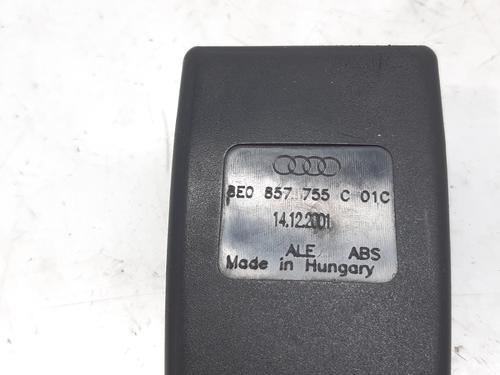 8E0 857 755 C 01C
14.12.2001
ALE ABS
Made in Hungary